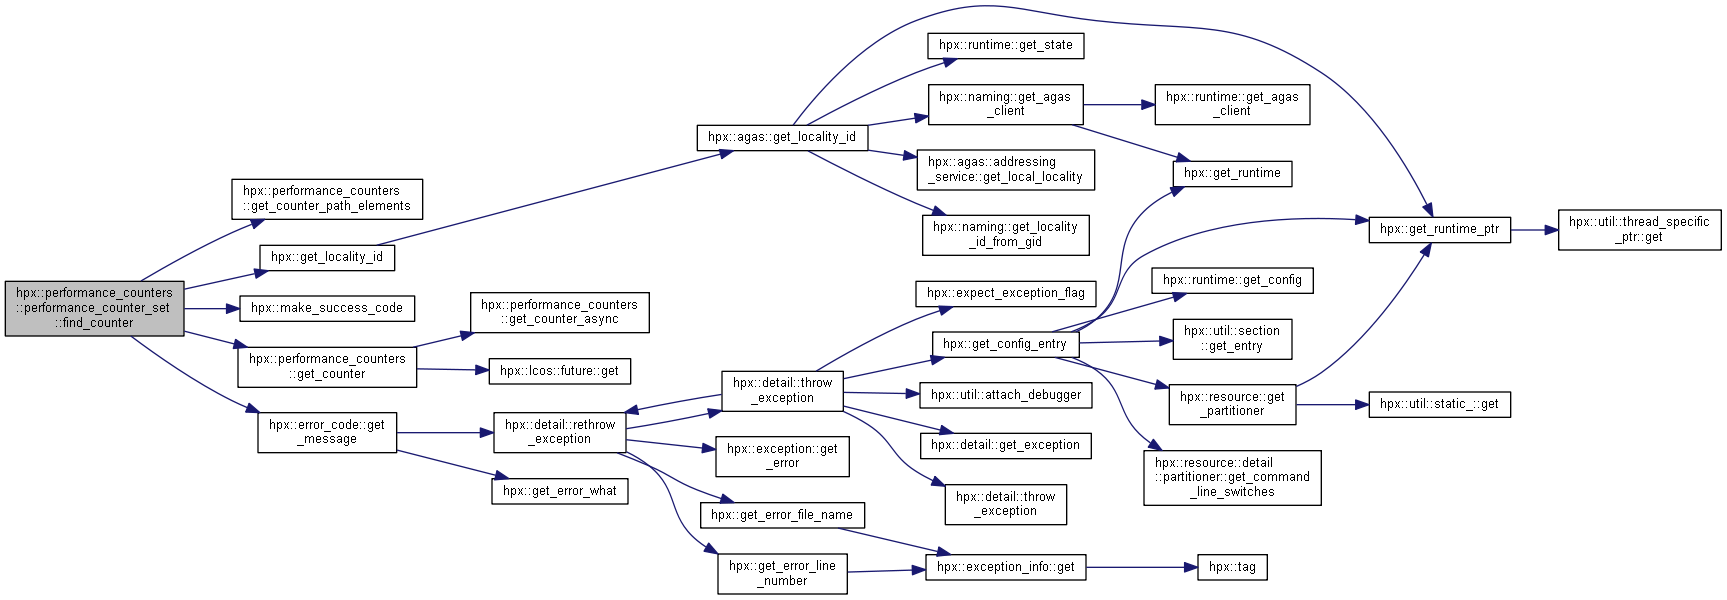 hpx::performance_counters
::performance_counter_set
::find_counter
hpx::performance_counters
::get_counter_path_elements
hpx::get_locality_id
hpx::make_success_code
hpx::performance_counters
::get_counter
hpx::error_code::get
_message
hpx::performance_counters
::get_counter_async
hpx::lcos::future::get
hpx::detail::rethrow
_exception
hpx::get_error_what
hpx::agas::get_locality_id
hpx::detail::throw
_exception
hpx::exception::get
_error
hpx::get_error_file_name
hpx::get_error_line
_number
hpx::runtime::get_state
hpx::naming::get_agas
_client
hpx::agas::addressing
_service::get_local_locality
hpx::naming::get_locality
_id_from_gid
hpx::expect_exception_flag
hpx::get_config_entry
hpx::util::attach_debugger
hpx::detail::get_exception
hpx::detail::throw
_exception
hpx::exception_info::get
hpx::runtime::get_agas
_client
hpx::get_runtime
hpx::runtime::get_config
hpx::util::section
::get_entry
hpx::resource::get
_partitioner
hpx::resource::detail
::partitioner::get_command
_line_switches
hpx::tag
hpx::get_runtime_ptr
hpx::util::static_::get
hpx::util::thread_specific
_ptr::get